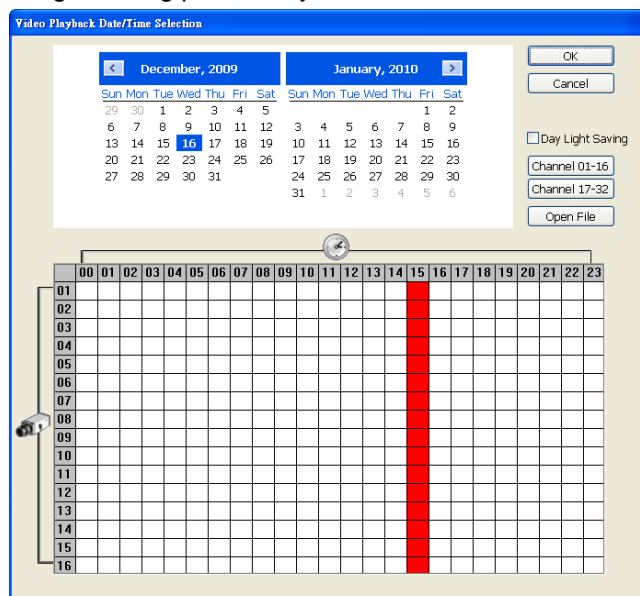 Video Playback Date/Time Selection
December, 2009
Sun Mon Tue Wed Thu Fri Sat
29 30 1 2 3 4 5
6 7 8 9 10 11 12
13 14 15 16 17 18 19
20 21 22 23 24 25 26
27 28 29 30 31
January, 2010
Sun Mon Tue Wed Thu Fri Sat
1 2
3 4 5 6 7 8 9
10 11 12 13 14 15 16
17 18 19 20 21 22 23
24 25 26 27 28 29 30
31 1 2 3 4 5 6
OK
Cancel
Day Light Saving
Channel 01-16
Channel 17-32
Open File
00 01 02 03 04 05 06 07 08 09 10 11 12 13 14 15 16 17 18 19 20 21 22 23
01
02
03
04
05
06
07
08
09
10
11
12
13
14
15
16